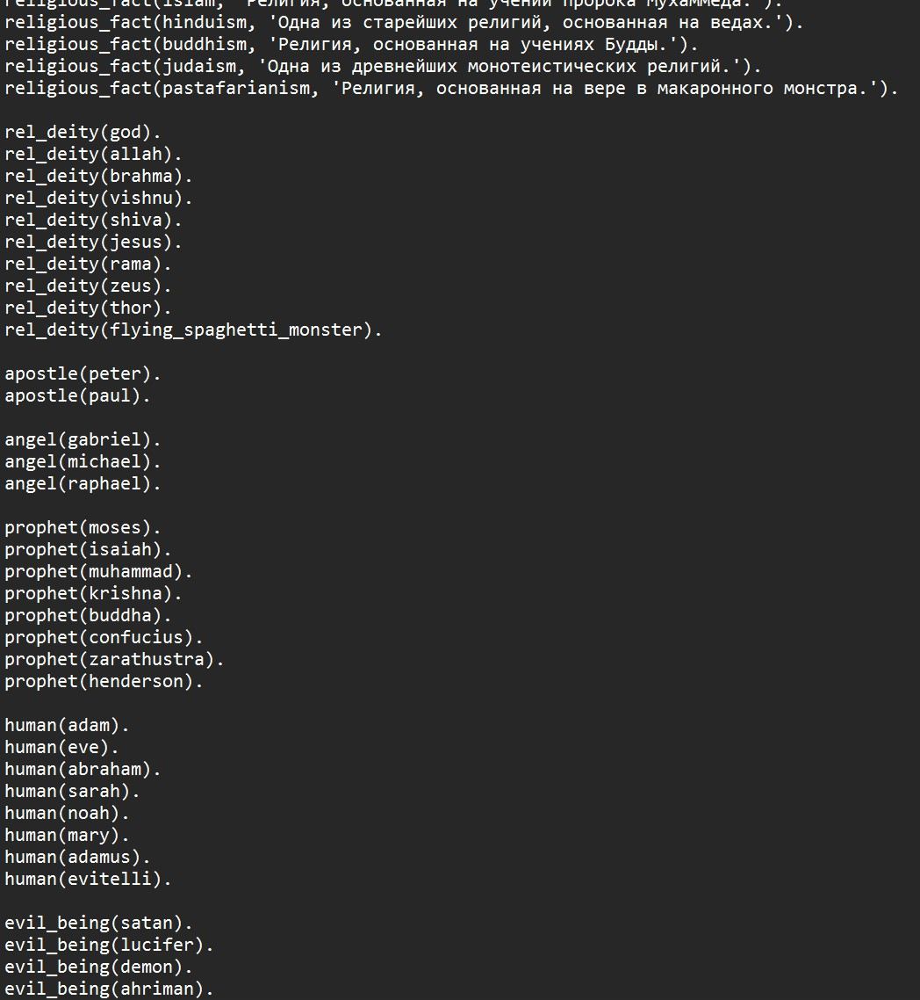 religious_fact(islam, 'Религия, основанная на учении пророка Мухаммеда.').
religious_fact(hinduism, 'Одна из старейших религий, основанная на ведах.').
religious_fact(buddhism, 'Религия, основанная на учениях Будды.').
religious_fact(judaism, 'Одна из древнейших монотеистических религий.').
religious_fact(pastafarianism, 'Религия, основанная на вере в макаронного монстра.').
rel_deity(god).
rel_deity(allah).
rel_deity(brahma).
rel_deity(vishnu).
rel_deity(shiva).
rel_deity(jesus).
rel_deity(rama).
rel_deity(zeus).
rel_deity(thor).
rel_deity(flying_spaghetti_monster).
apostle(peter).
apostle(paul).
angel(gabriel).
angel(michael).
angel(raphael).
prophet(moses).
prophet(isaiah).
prophet(muhammad).
prophet(krishna).
prophet(buddha).
prophet(confucius).
prophet(zarathustra).
prophet(henderson).
human(adam).
human(eve).
human(abraham).
human(sarah).
human(noah).
human(mary).
human(adamus).
human(evitelli).
evil_being(satan).
evil_being(lucifer).
evil_being(demon).
evil_being(ahriman).